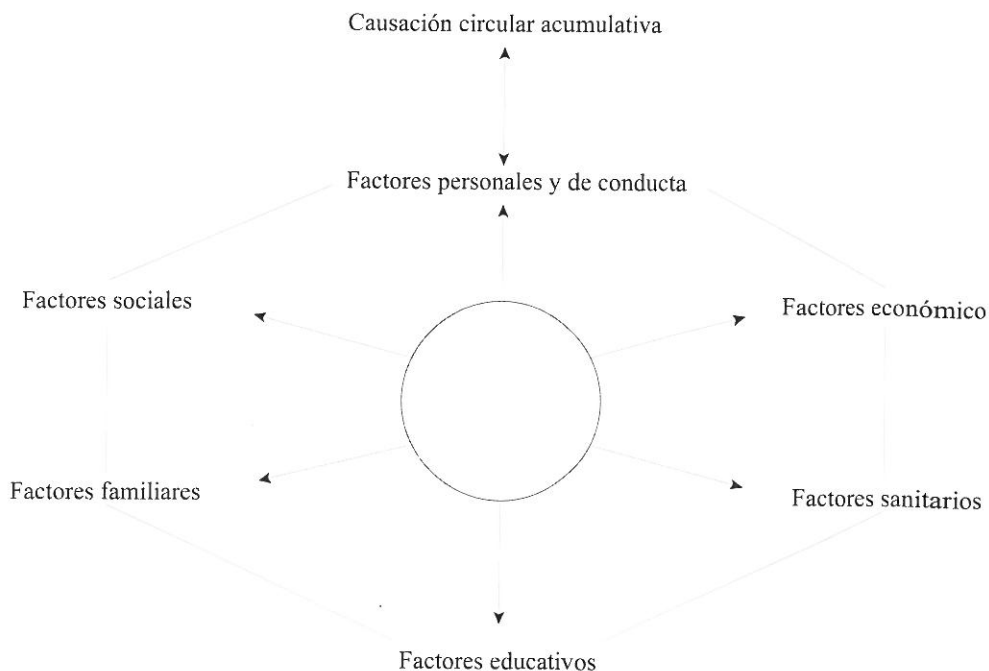 Causación circular acumulativa
Factores personales y de conducta
Factores sociales
Factores económico
Factores familiares
Factores sanitarios
Factores educativos